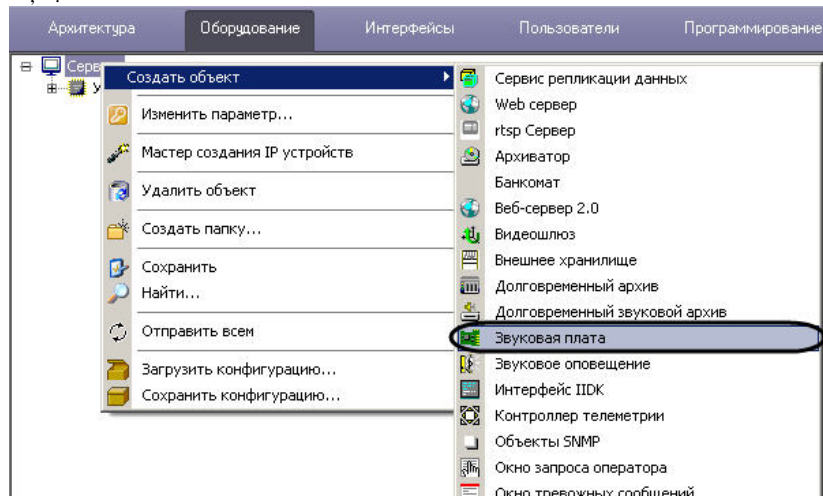 Архитектура Оборудование Интерфейсы Пользователи Программирование
Создать объект
Изменить параметр...
Мастер создания IP устройств
Удалить объект
Создать папку...
Сохранить
Найти...
Отправить всем
Загрузить конфигурацию...
Сохранить конфигурацию...
Сервис репликации данных
Web сервер
rtsp Сервер
Архиватор
Банкомат
Веб-сервер 2.0
Видеошлюз
Внешнее хранилище
Долговременный архив
Долговременный звуковой архив
Звуковая плата
Звуковое оповещение
Интерфейс IIDK
Контроллер телеметрии
Объекты SNMP
Окно запроса оператора
Окно тревожных сообщений